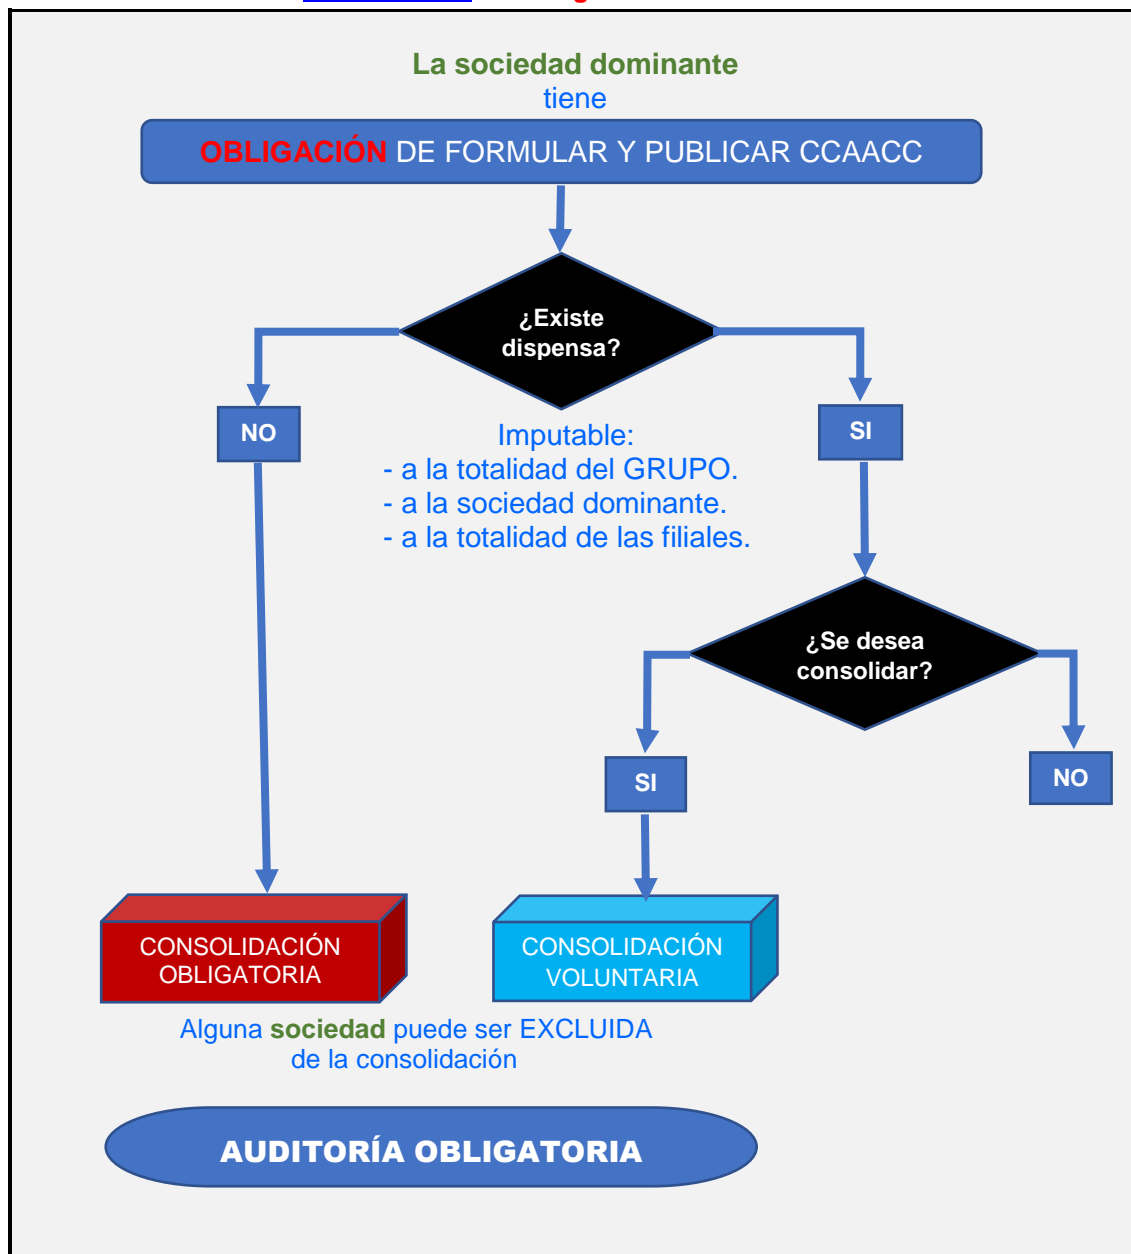 La sociedad dominante
tiene
OBLIGACIÓN DE FORMULAR Y PUBLICAR CCAACC
¿Existe
dispensa?
NO
SI
Imputable:
- a la totalidad del GRUPO.
- a la sociedad dominante.
- a la totalidad de las filiales.
¿Se desea
consolidar?
SI
NO
CONSOLIDACIÓN
OBLIGATORIA
CONSOLIDACIÓN
VOLUNTARIA
Alguna sociedad puede ser EXCLUIDA
de la consolidación
AUDITORÍA OBLIGATORIA